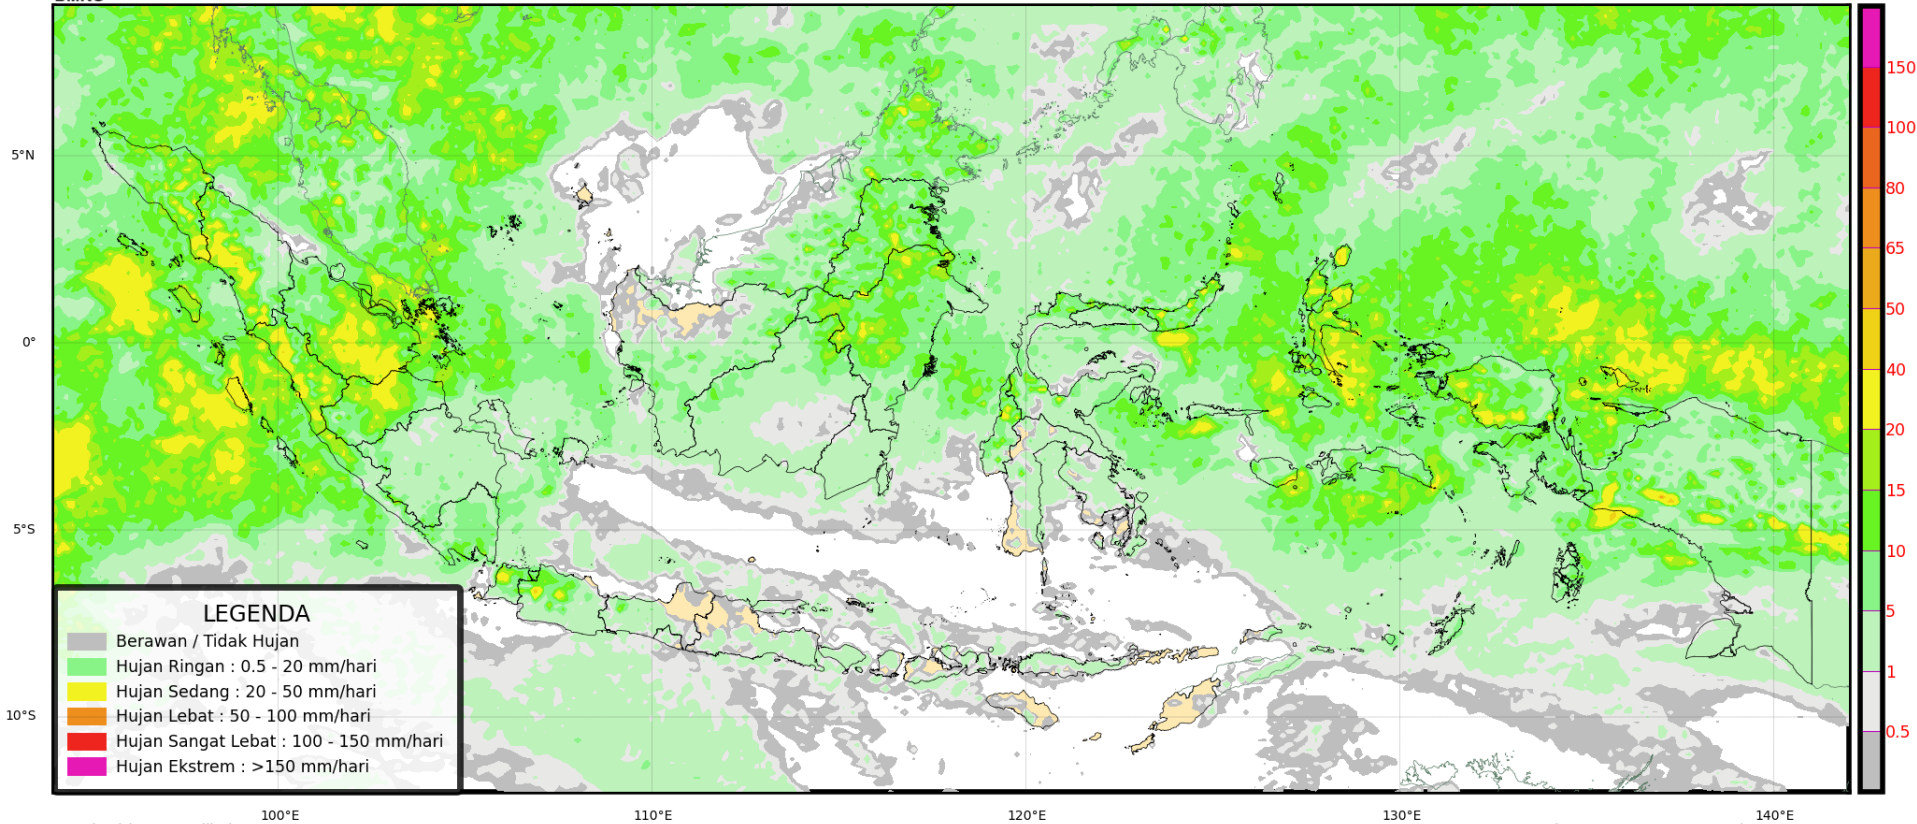 5°N
0°
5°S
10°S
LEGENDA
Berawan / Tidak Hujan
Hujan Ringan : 0.5 - 20 mm/hari
Hujan Sedang : 20 - 50 mm/hari
Hujan Lebat : 50 - 100 mm/hari
Hujan Sangat Lebat : 100 - 150 mm/hari
Hujan Ekstrem : >150 mm/hari
100°E
110°E
120°E
130°E
140°E
150
100
80
65
50
40
20
15
10
5
1
0.5